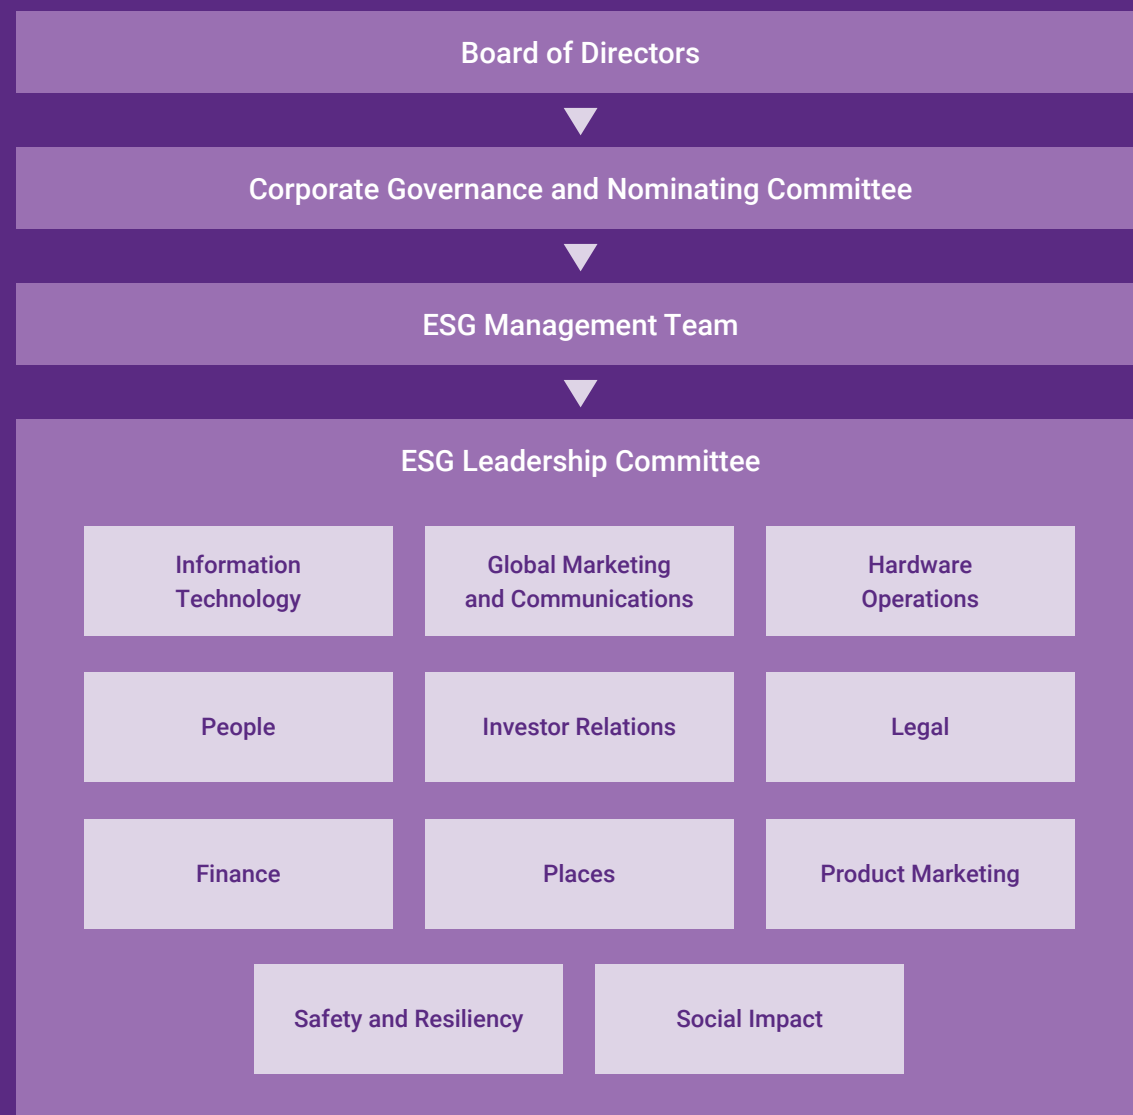 Board of Directors
Corporate Governance and Nominating Committee
ESG Management Team
ESG Leadership Committee
Information
Technology
Global Marketing
and Communications
Hardware
Operations
People
Investor Relations
Legal
Finance
Places
Product Marketing
Safety and Resiliency
Social Impact